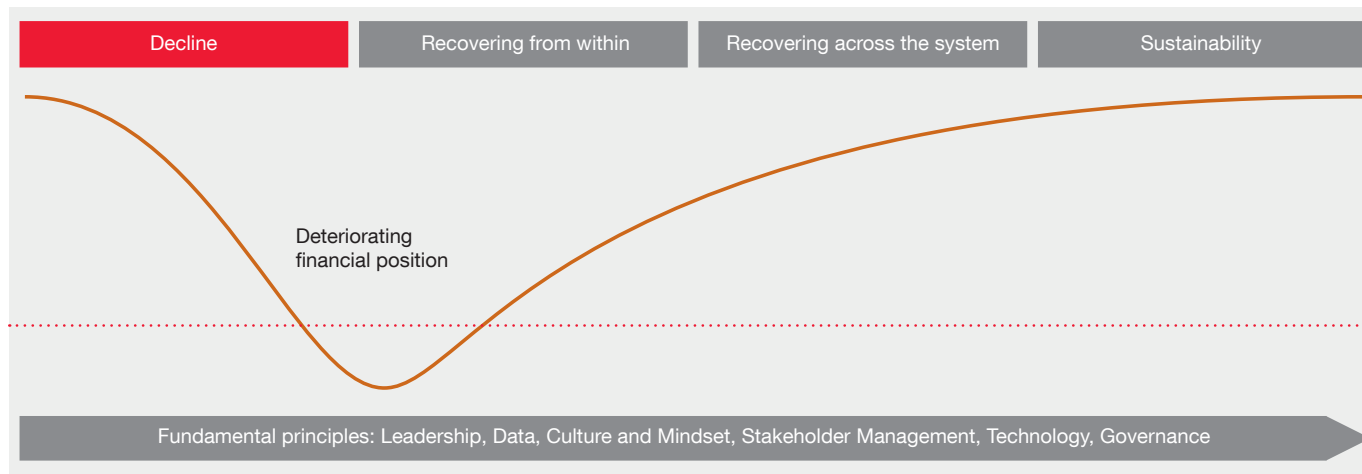 Decline
Recovering from within
Recovering across the system
Sustainability
Deteriorating
financial position
Fundamental principles: Leadership, Data, Culture and Mindset, Stakeholder Management, Technology, Governance